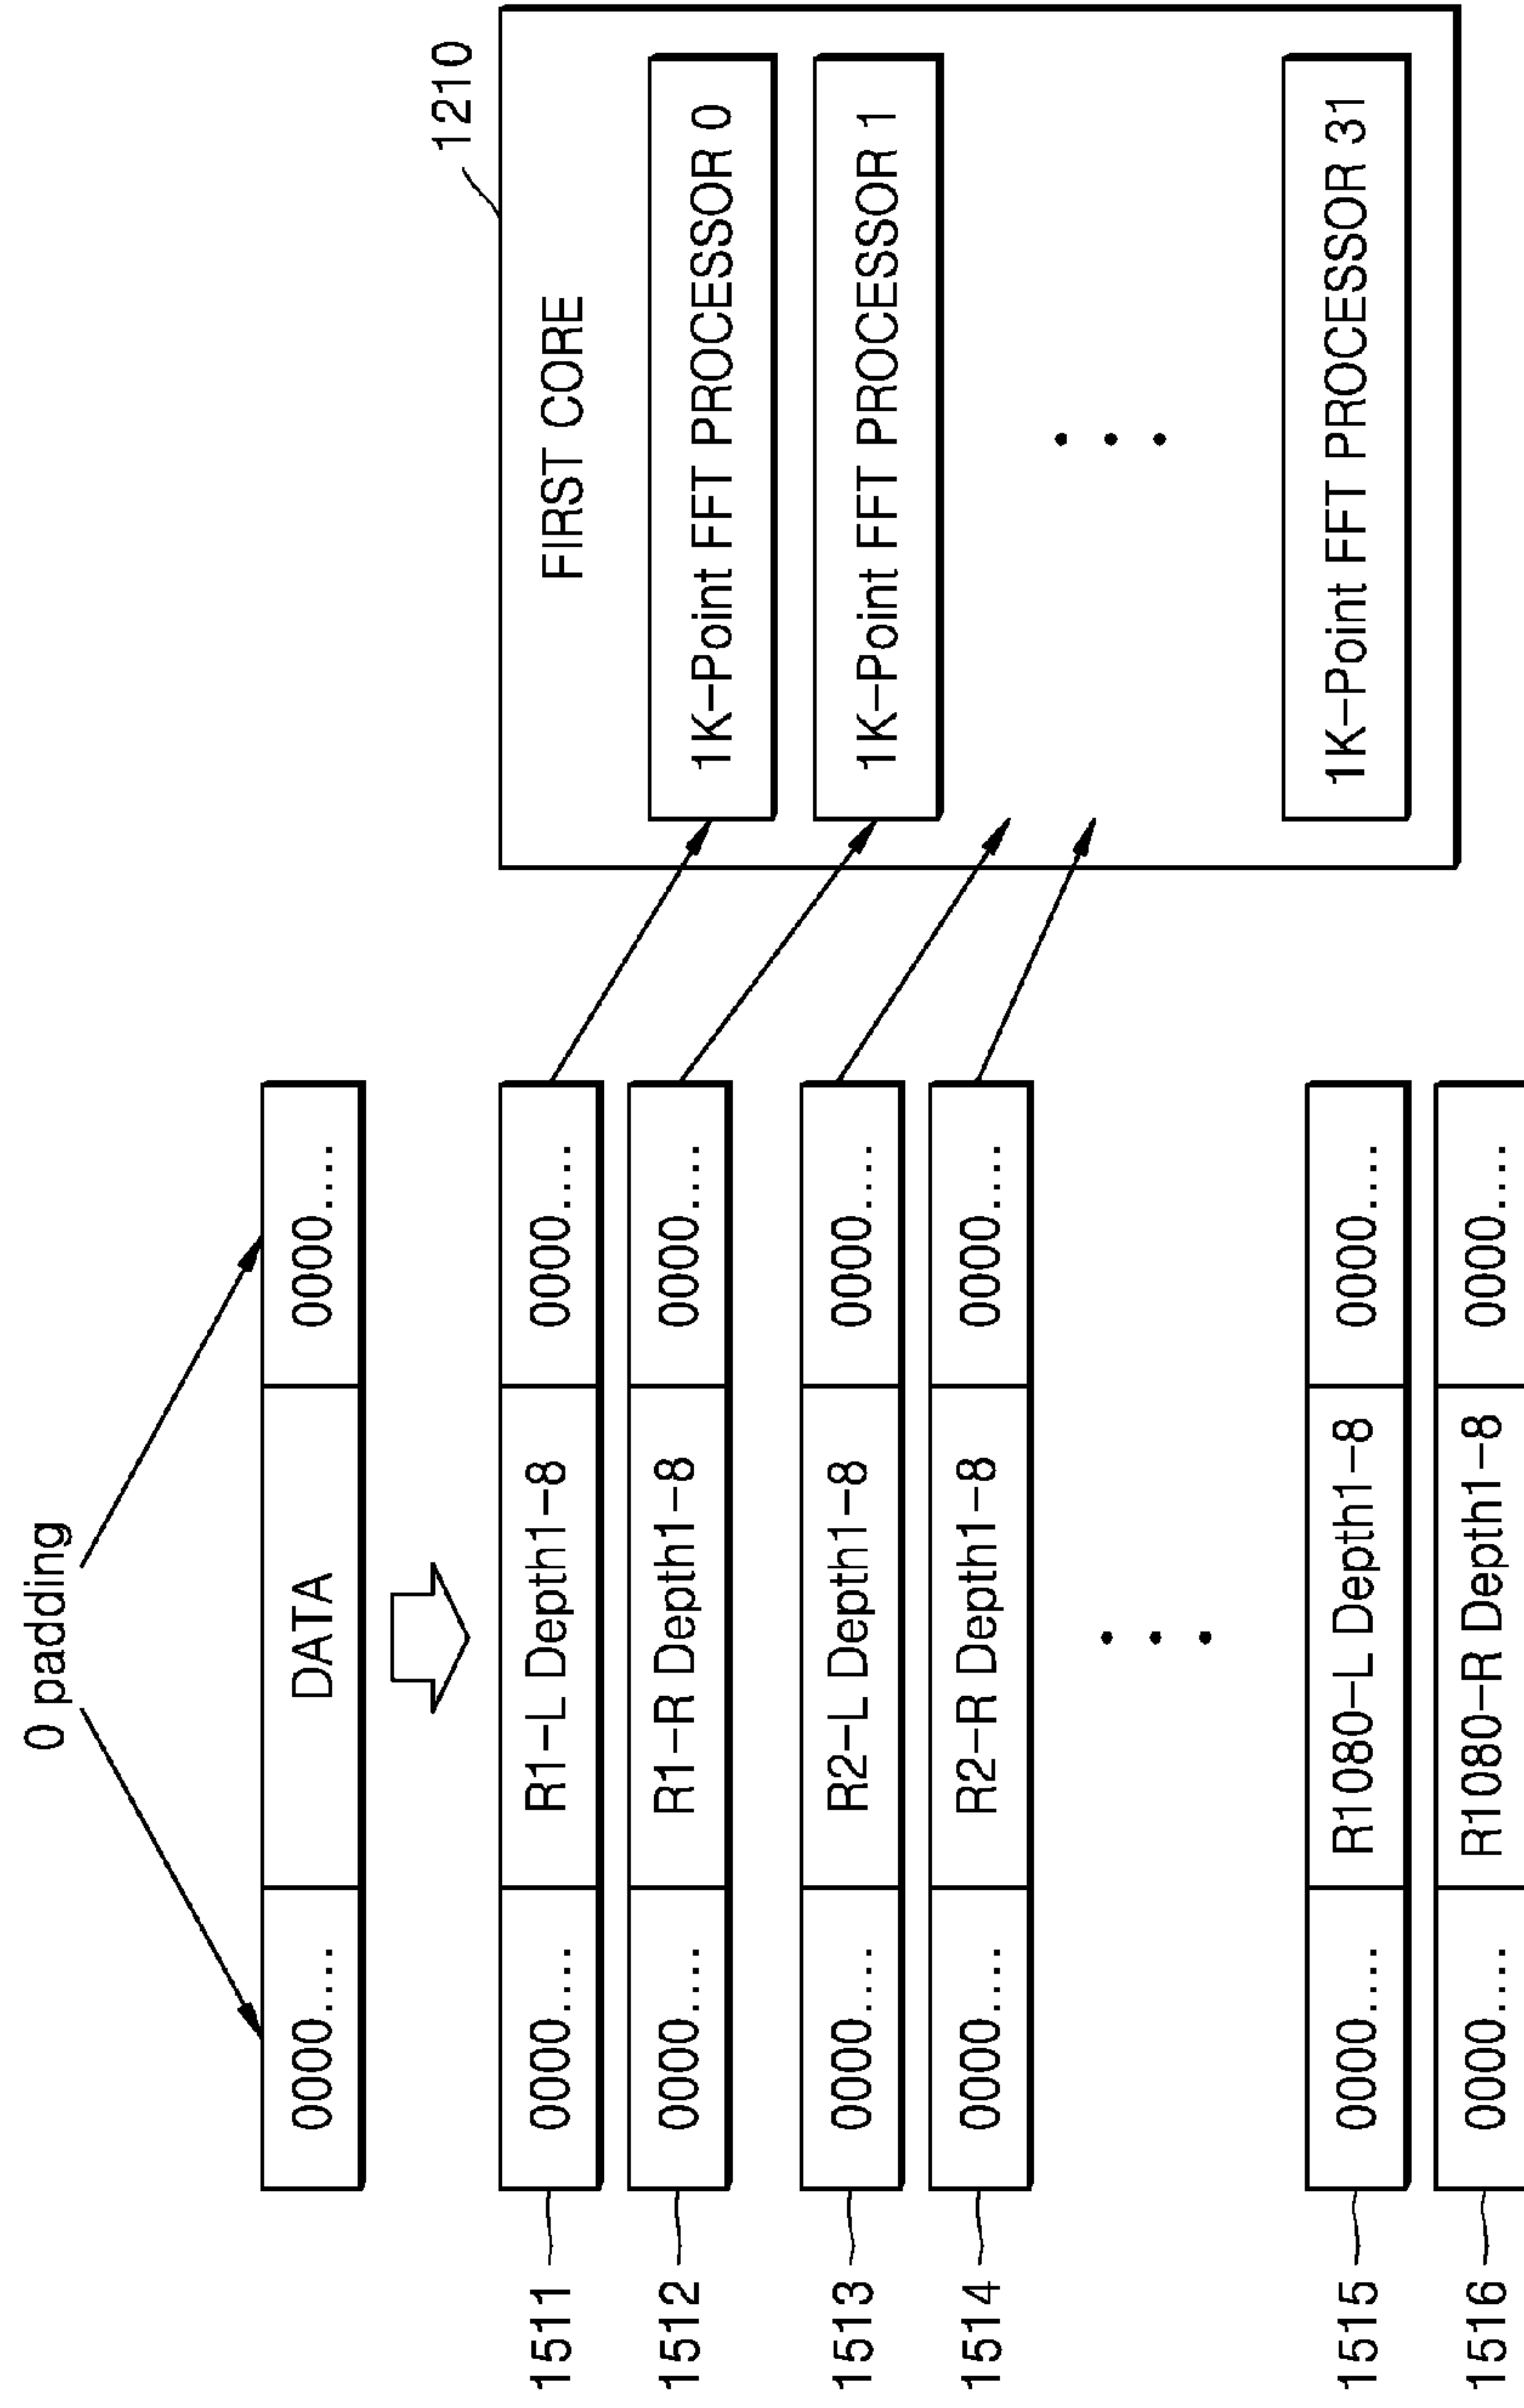 0 padding
0000.... DATA 0000....
1511 0000.... R1-L Depth1-8 0000....
1512 0000.... R1-R Depth1-8 0000....
1513 0000.... R2-L Depth1-8 0000....
1514 0000.... R2-R Depth1-8 0000....
1515 0000.... R1080-L Depth1-8 0000....
1516 0000.... R1080-R Depth1-8 0000....
1210
FIRST CORE
1K-Point FFT PROCESSOR 0
1K-Point FFT PROCESSOR 1
1K-Point FFT PROCESSOR 31